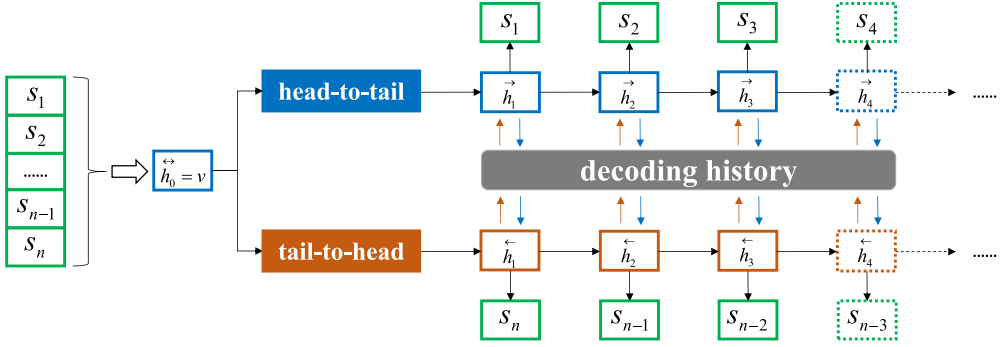 s₁
s₂
......
sₙ₋₁
sₙ
h₀ = v
head-to-tail
s₁ s₂ s₃ s₄
h₁ h₂ h₃ h₄ ......
decoding history
tail-to-head
h₁ h₂ h₃ h₄ ......
sₙ sₙ₋₁ sₙ₋₂ sₙ₋₃